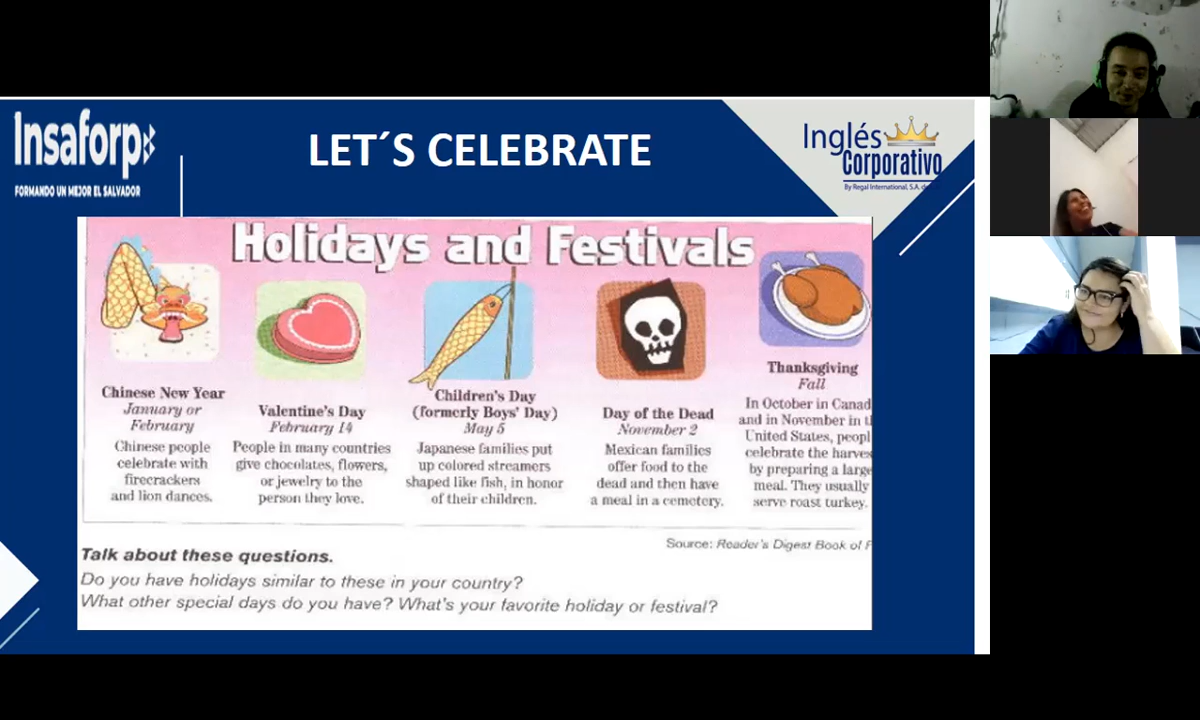 Insaforp
FORMANDO UN MEJOR EL SALVADOR
LET´S CELEBRATE
Inglés
Corporativo
By Regal International, S.A. de
Holidays and Festivals
Chinese New Year
January or
February
Chinese people
celebrate with
firecrackers
and lion dances.
Valentine's Day
February 14
People in many countries
give chocolates, flowers,
or jewelry to the
person they love.
Children's Day
(formerly Boys' Day)
May 5
Japanese families put
up colored streamers
shaped like fish, in honor
of their children.
Day of the Dead
November 2
Mexican families
offer food to the
dead and then have
a meal in a cemetery.
Thanksgiving
Fall
In October in Canad
and in November in t
United States, peopl
celebrate the harves
by preparing a large
meal. They usually
serve roast turkey.
Source: Reader's Digest Book of F
Talk about these questions.
Do you have holidays similar to these in your country?
What other special days do you have? What's your favorite holiday or festival?